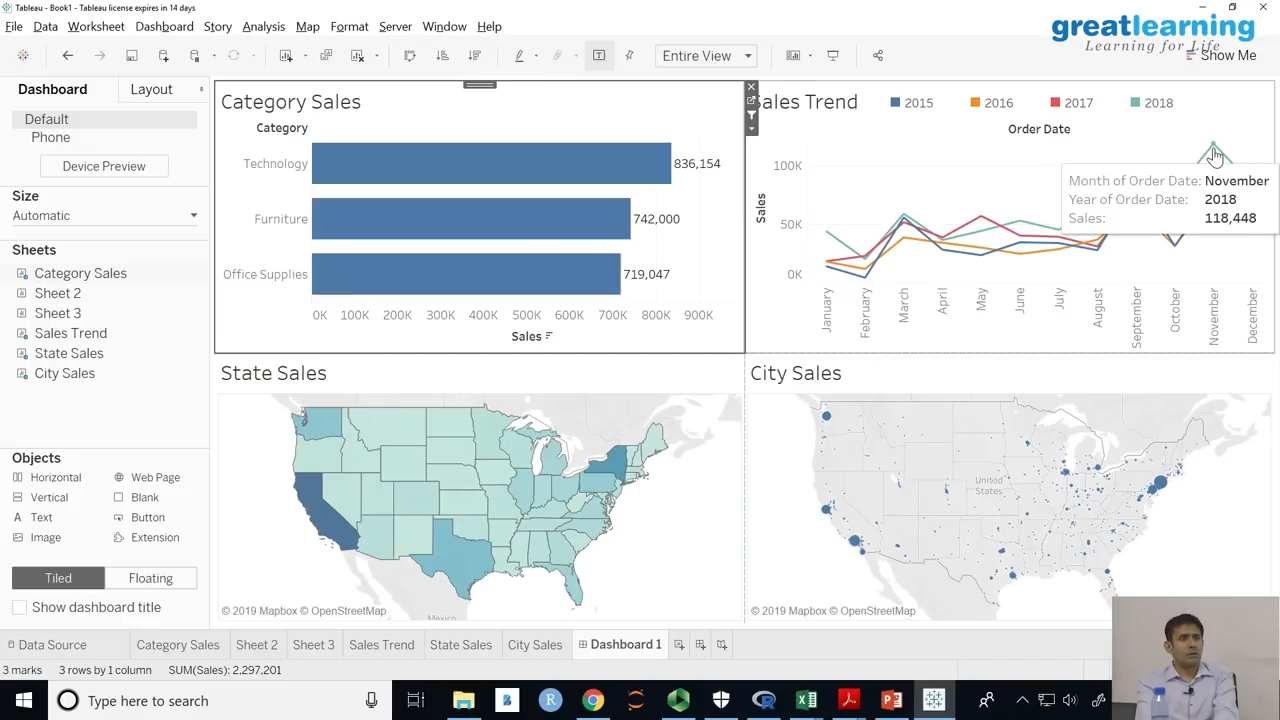 Tableau - Book1 - Tableau license expires in 14 days
File Data Worksheet Dashboard Story Analysis Map Format Server Window Help
greatlearning
Learning for Life
Entire View
Show Me
Dashboard Layout
Default
Phone
Device Preview
Size
Automatic
Sheets
Category Sales
Sheet 2
Sheet 3
Sales Trend
State Sales
City Sales
Objects
Horizontal Web Page
Vertical Blank
Text Button
Image Extension
Tiled Floating
Show dashboard title
Category Sales
Category
Technology 836,154
Furniture 742,000
Office Supplies 719,047
0K 100K 200K 300K 400K 500K 600K 700K 800K 900K
Sales
Sales Trend 2015 2016 2017 2018
Order Date
100K
50K
0K
Sales
Month of Order Date: November
Year of Order Date: 2018
Sales: 118,448
January February March April May June July August September October November December
State Sales
Mexico
© 2019 Mapbox © OpenStreetMap
City Sales
United
States
© 2019 Mapbox © OpenStreetMap
Data Source Category Sales Sheet 2 Sheet 3 Sales Trend State Sales City Sales Dashboard 1
3 marks 3 rows by 1 column SUM(Sales): 2,297,201
Type here to search